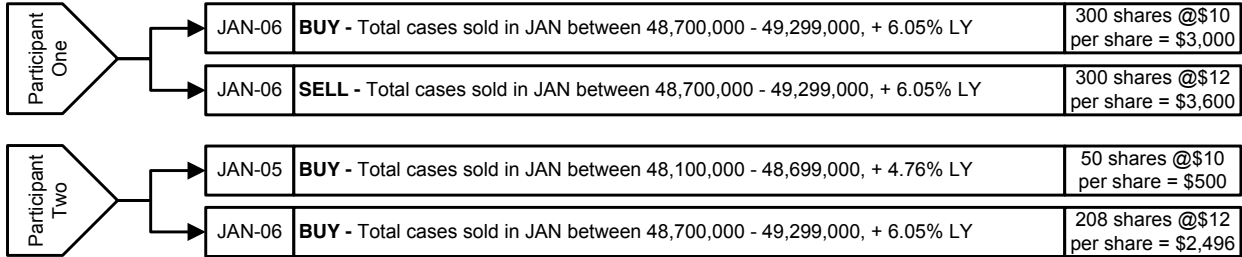 Participant
One
JAN-06 BUY - Total cases sold in JAN between 48,700,000 - 49,299,000, + 6.05% LY
300 shares @$10
per share = $3,000
JAN-06 SELL - Total cases sold in JAN between 48,700,000 - 49,299,000, + 6.05% LY
300 shares @$12
per share = $3,600
Participant
Two
JAN-05 BUY - Total cases sold in JAN between 48,100,000 - 48,699,000, + 4.76% LY
50 shares @$10
per share = $500
JAN-06 BUY - Total cases sold in JAN between 48,700,000 - 49,299,000, + 6.05% LY
208 shares @$12
per share = $2,496